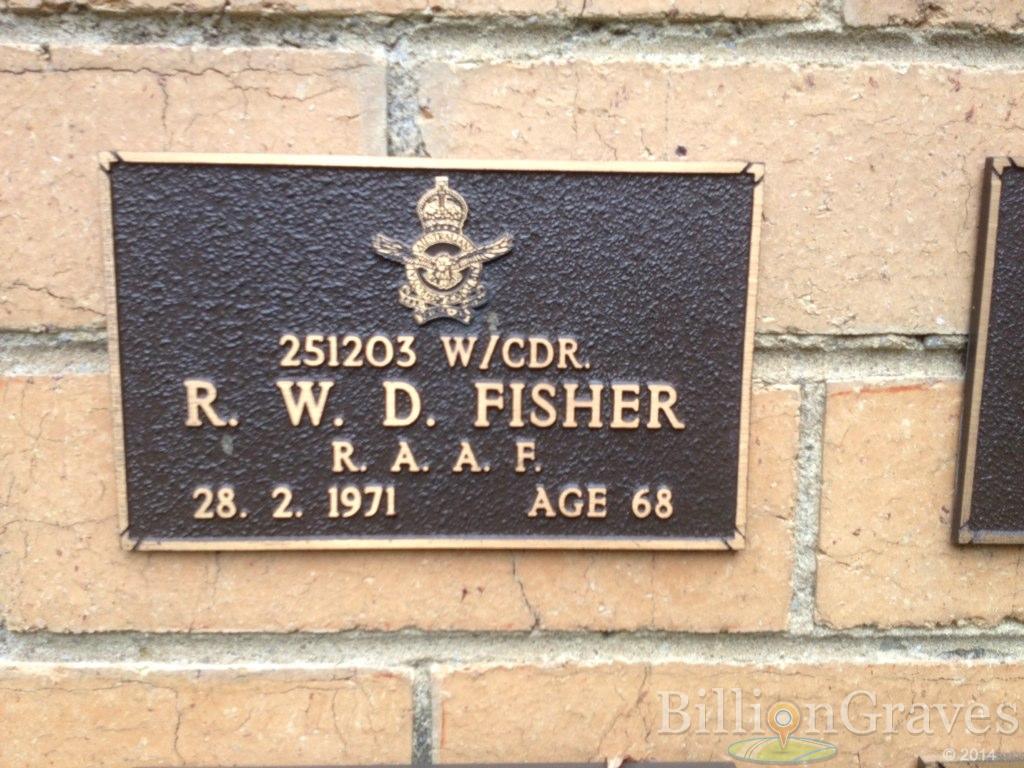 251203 W/CDR.
R. W. D. FISHER
R. A. A. F.
28. 2. 1971 AGE 68
BillionGraves
© 2014